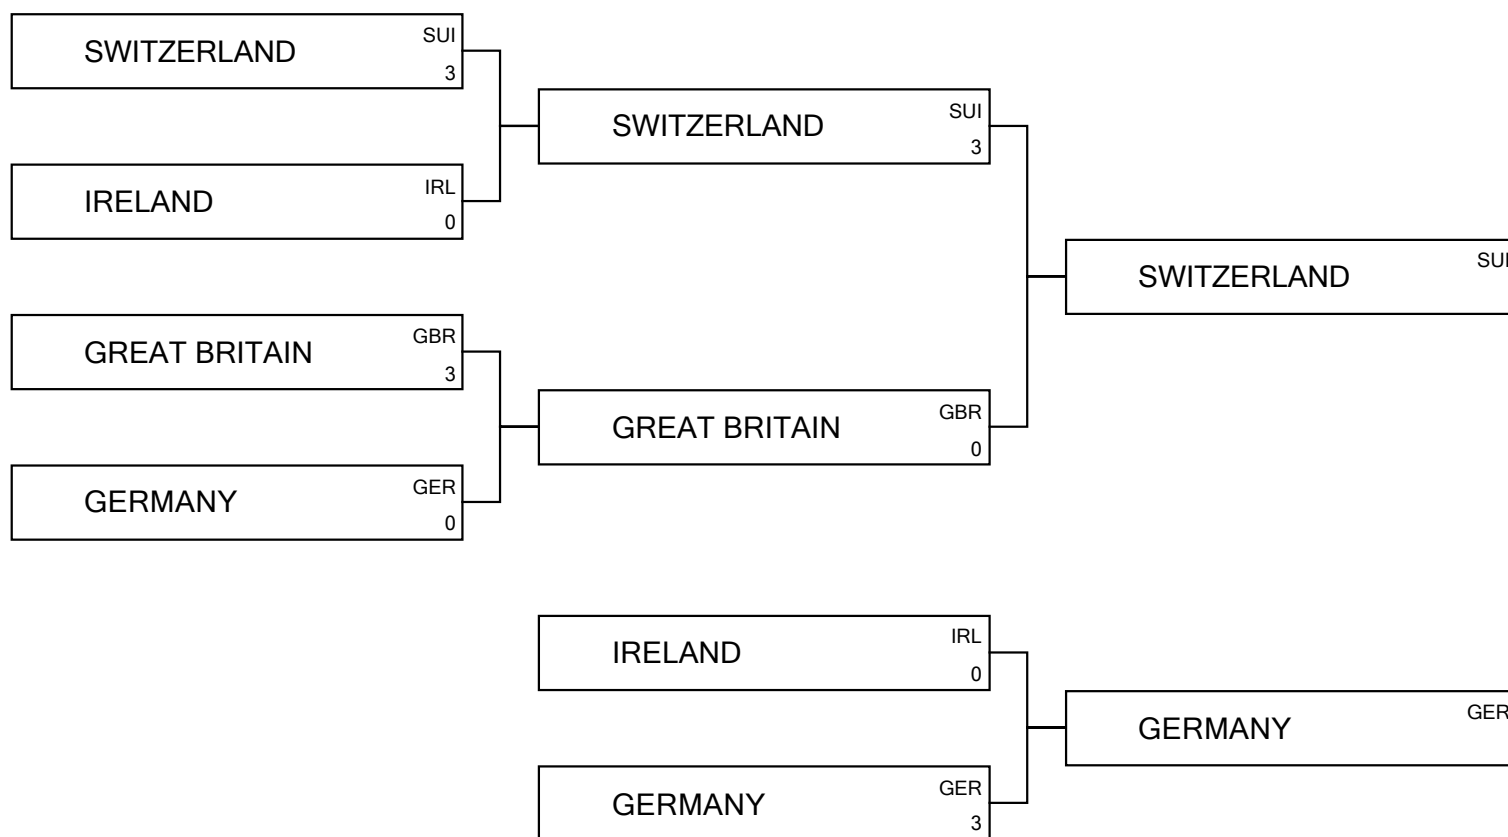 SWITZERLAND SUI
3
IRELAND IRL
0
GREAT BRITAIN GBR
3
GERMANY GER
0
SWITZERLAND SUI
3
GREAT BRITAIN GBR
0
SWITZERLAND SUI
IRELAND IRL
0
GERMANY GER
3
GERMANY GER